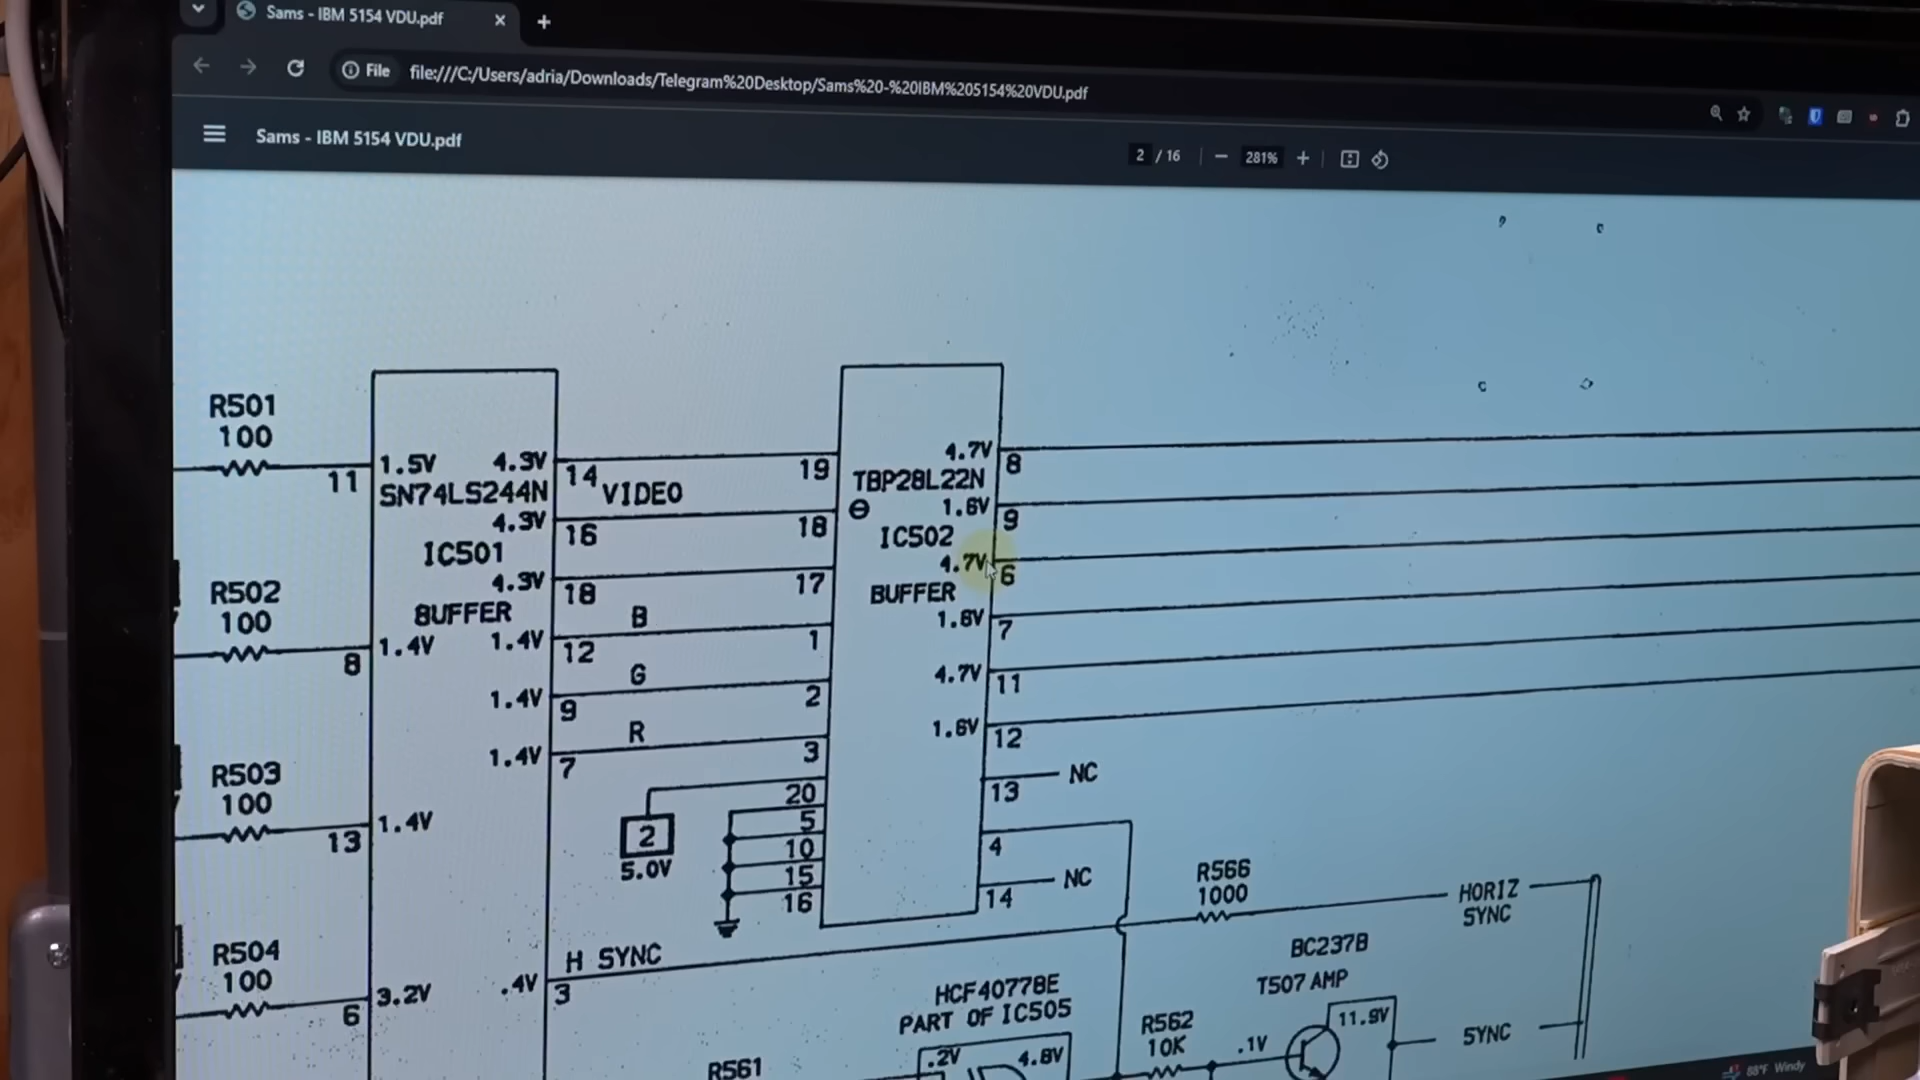 Sams - IBM 5154 VDU.pdf
File file:///C:/Users/adria/Downloads/Telegram%20Desktop/Sams%20-%20IBM%205154%20VDU.pdf
Sams - IBM 5154 VDU.pdf
2 / 16 281%
R501
100
11
1.5V 4.3V
SN74LS244N
14
VIDEO
19
4.7V
8
TBP28L22N
4.3V
16
18
1.6V
9
IC501
IC502
4.3V
18
17
4.7V
6
R502
100
BUFFER
B
BUFFER
1.8V
7
8
1.4V
1.4V
12
1
G
4.7V
11
1.4V
9
2
R
1.6V
12
1.4V
7
3
R503
100
13
1.4V
20
5
10
15
16
2
5.0V
13
NC
4
14
NC
R566
1000
HORIZ
SYNC
R504
100
6
3.2V
H SYNC
.4V
3
HCF4077BE
PART OF IC505
BC237B
T507 AMP
R562
10K
.1V
11.9V
SYNC
R561
.2V
4.8V
88°F Windy